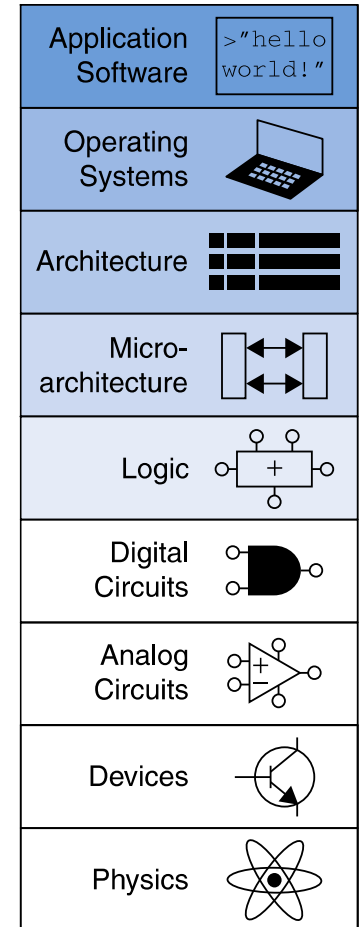 Application
Software
>"hello
world!"
Operating
Systems
Architecture
Micro-
architecture
Logic
+
Digital
Circuits
Analog
Circuits
+
−
Devices
Physics